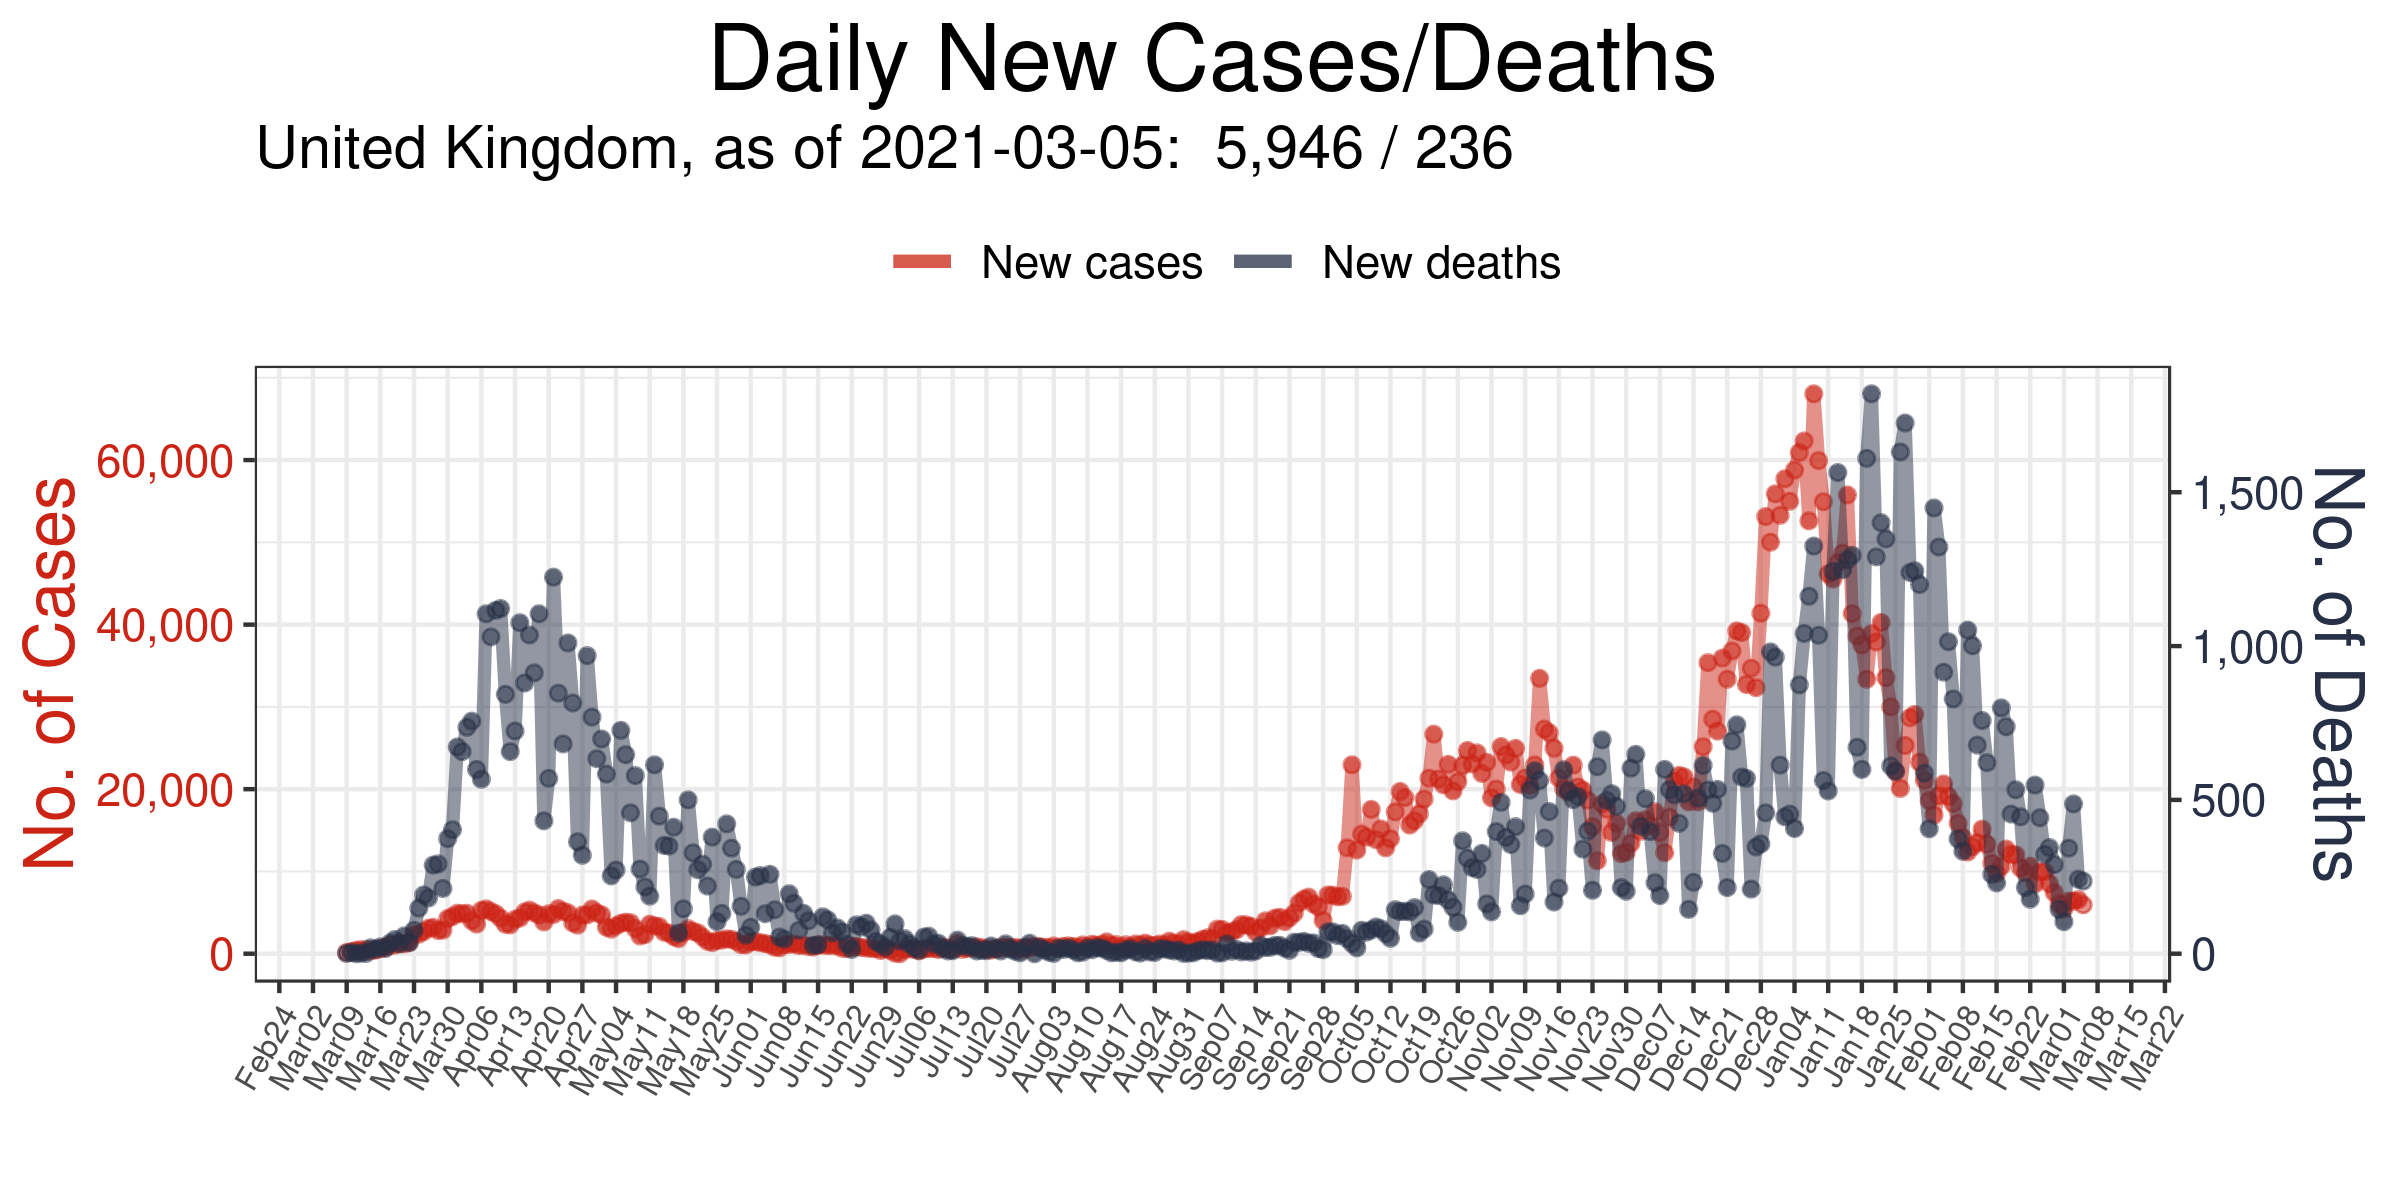 Daily New Cases/Deaths
United Kingdom, as of 2021-03-05:  5,946 / 236
New cases
New deaths
No. of Cases
60,000
40,000
20,000
0
1,500
1,000
500
0
No. of Deaths
Feb24
Mar02
Mar09
Mar16
Mar23
Mar30
Apr06
Apr13
Apr20
Apr27
May04
May11
May18
May25
Jun01
Jun08
Jun15
Jun22
Jun29
Jul06
Jul13
Jul20
Jul27
Aug03
Aug10
Aug17
Aug24
Aug31
Sep07
Sep14
Sep21
Sep28
Oct05
Oct12
Oct19
Oct26
Nov02
Nov09
Nov16
Nov23
Nov30
Dec07
Dec14
Dec21
Dec28
Jan04
Jan11
Jan18
Jan25
Feb01
Feb08
Feb15
Feb22
Mar01
Mar08
Mar15
Mar22